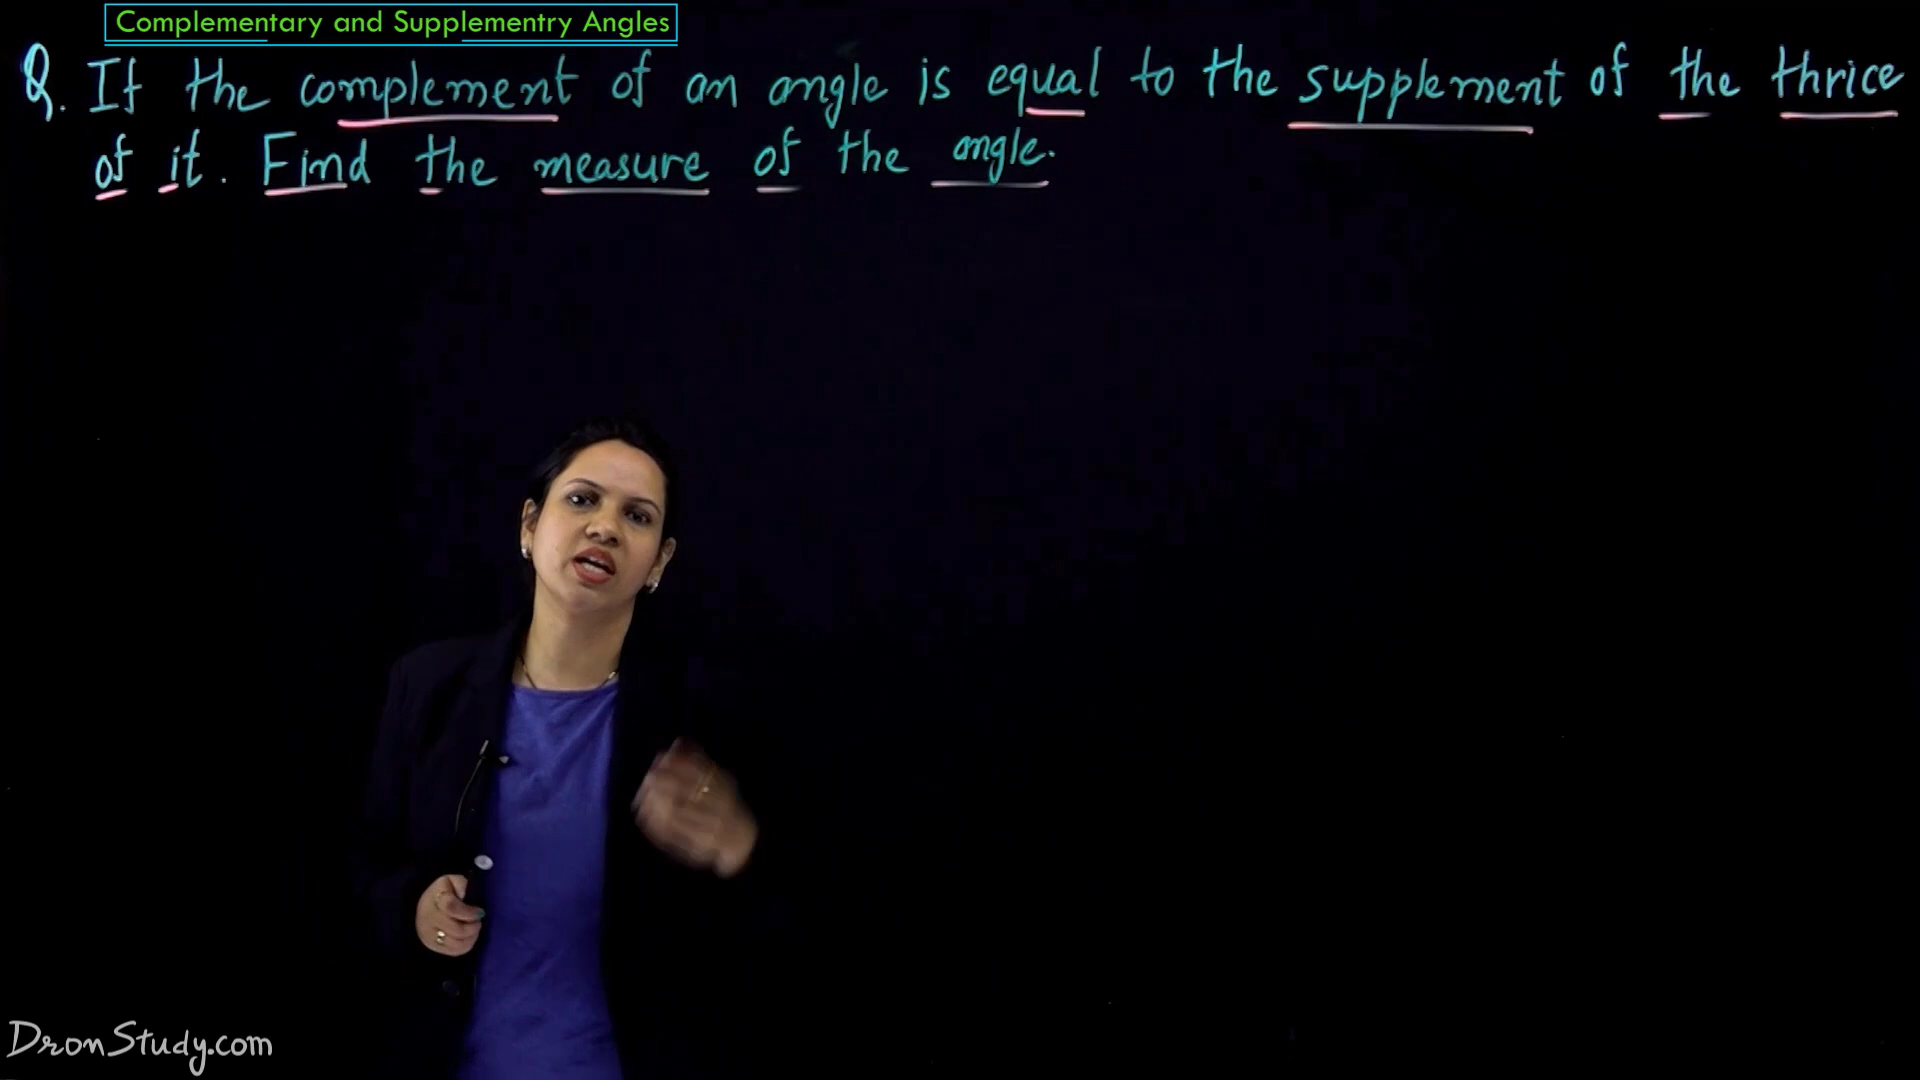 Complementary and Supplementry Angles
Q. If the complement of an angle is equal to the supplement of the thrice
of it. Find the measure of the angle.
DronStudy.com